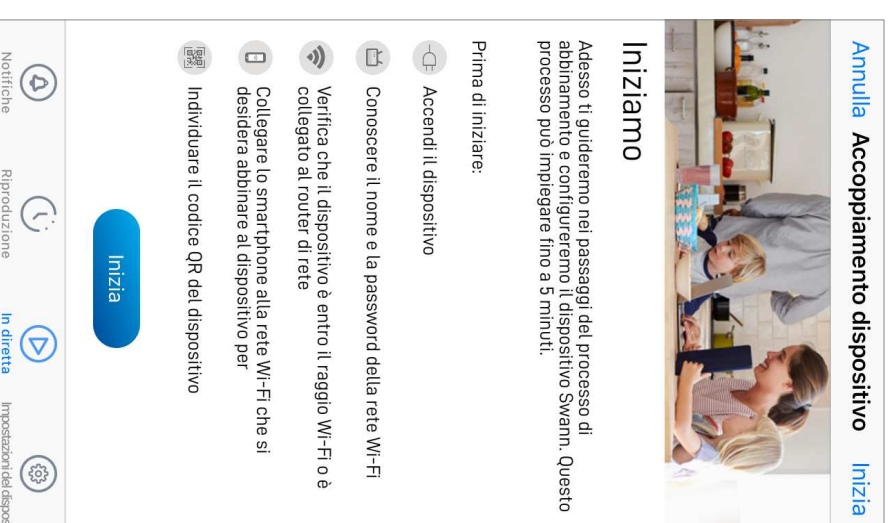 Annulla Accoppiamento dispositivo Inizia
Iniziamo
Adesso ti guideremo nei passaggi del processo di
abbinamento e configureremo il dispositivo Swann. Questo
processo può impiegare fino a 5 minuti.
Prima di iniziare:
Accendi il dispositivo
Conoscere il nome e la password della rete Wi-Fi
Verifica che il dispositivo è entro il raggio Wi-Fi o è
collegato al router di rete
Collegare lo smartphone alla rete Wi-Fi che si
desidera abbinare al dispositivo per
Individuare il codice QR del dispositivo
Inizia
Notifiche Riproduzione In diretta Impostazioni del dispos